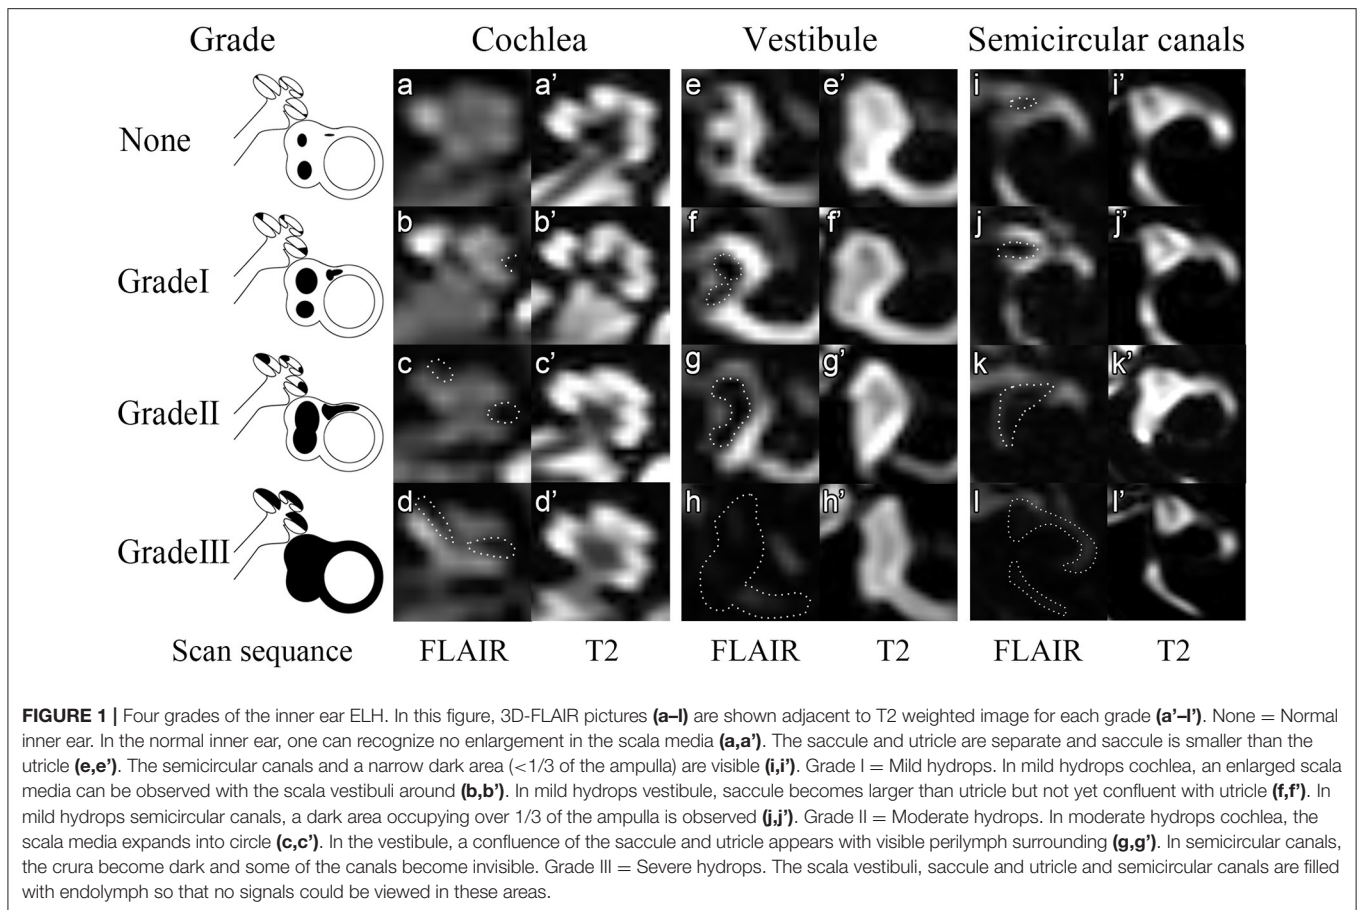 Grade Cochlea Vestibule Semicircular canals
a a' e e' i i'
None
b b' f f' j j'
GradeI
c c' g g' k k'
GradeII
d d' h h' l l'
GradeIII
Scan sequance FLAIR T2 FLAIR T2 FLAIR T2
FIGURE 1 | Four grades of the inner ear ELH. In this figure, 3D-FLAIR pictures (a–l) are shown adjacent to T2 weighted image for each grade (a’–l’). None = Normal
inner ear. In the normal inner ear, one can recognize no enlargement in the scala media (a,a’). The saccule and utricle are separate and saccule is smaller than the
utricle (e,e’). The semicircular canals and a narrow dark area (<1/3 of the ampulla) are visible (i,i’). Grade I = Mild hydrops. In mild hydrops cochlea, an enlarged scala
media can be observed with the scala vestibuli around (b,b’). In mild hydrops vestibule, saccule becomes larger than utricle but not yet confluent with utricle (f,f’). In
mild hydrops semicircular canals, a dark area occupying over 1/3 of the ampulla is observed (j,j’). Grade II = Moderate hydrops. In moderate hydrops cochlea, the
scala media expands into circle (c,c’). In the vestibule, a confluence of the saccule and utricle appears with visible perilymph surrounding (g,g’). In semicircular canals,
the crura become dark and some of the canals become invisible. Grade III = Severe hydrops. The scala vestibuli, saccule and utricle and semicircular canals are filled
with endolymph so that no signals could be viewed in these areas.